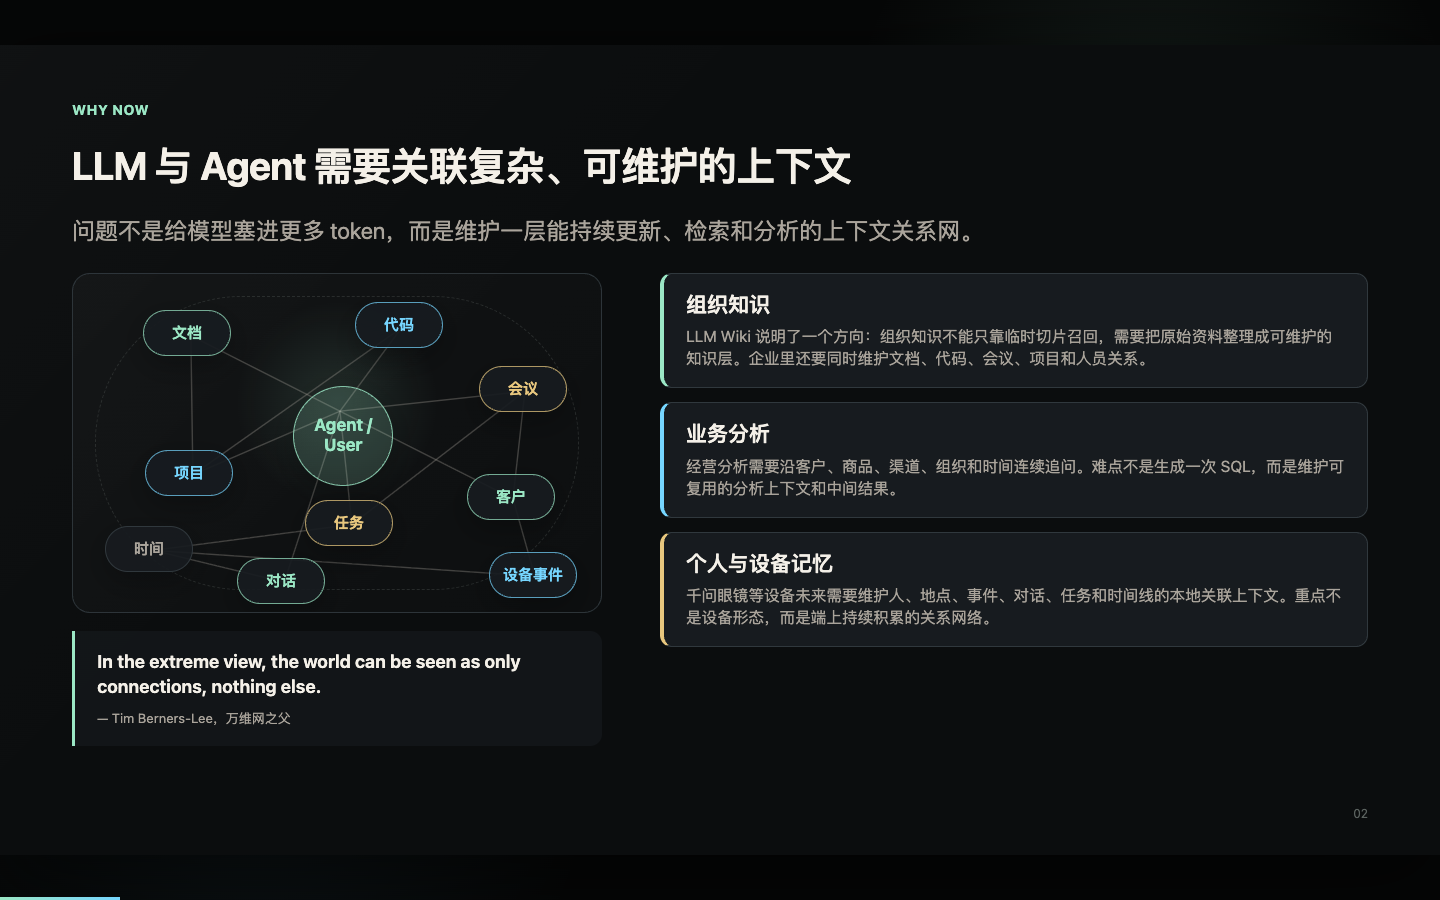 WHY NOW
LLM 与 Agent 需要关联复杂、可维护的上下文
问题不是给模型塞进更多 token，而是维护一层能持续更新、检索和分析的上下文关系网。
文档
代码
会议
Agent /
User
项目
客户
任务
时间
对话
设备事件
In the extreme view, the world can be seen as only
connections, nothing else.
— Tim Berners-Lee，万维网之父
组织知识
LLM Wiki 说明了一个方向：组织知识不能只靠临时切片召回，需要把原始资料整理成可维护的
知识层。企业里还要同时维护文档、代码、会议、项目和人员关系。
业务分析
经营分析需要沿客户、商品、渠道、组织和时间连续追问。难点不是生成一次 SQL，而是维护可
复用的分析上下文和中间结果。
个人与设备记忆
千问眼镜等设备未来需要维护人、地点、事件、对话、任务和时间线的本地关联上下文。重点不
是设备形态，而是端上持续积累的关系网络。
02